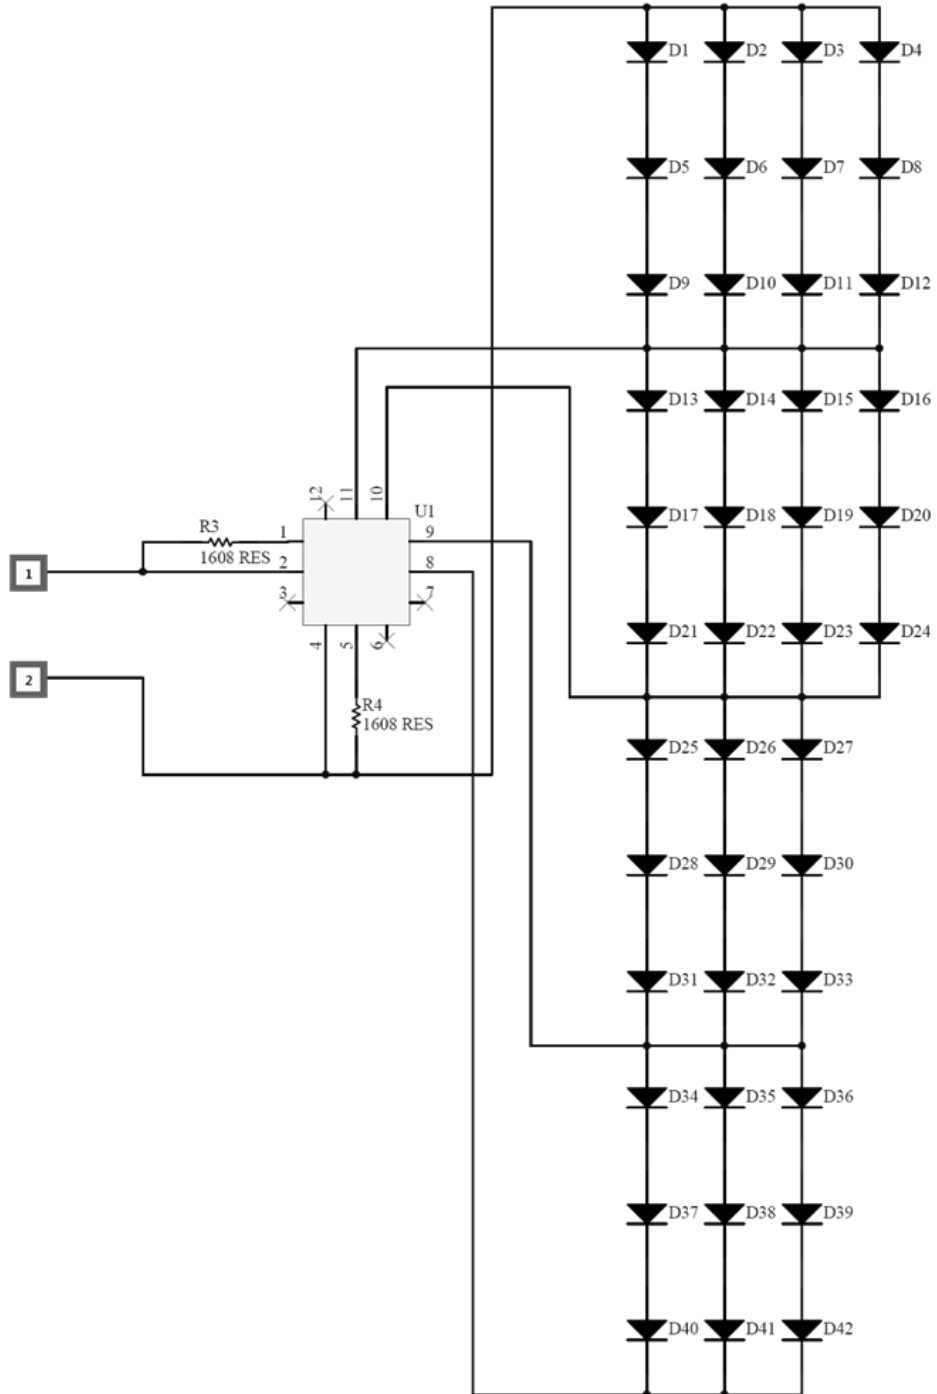 D1 D2 D3 D4
D5 D6 D7 D8
D9 D10 D11 D12
D13 D14 D15 D16
12 11 10
U1
D17 D18 D19 D20
R3
1608 RES
1
2
3
9
8
7
1
4 5 6
D21 D22 D23 D24
2
R4
1608 RES
D25 D26 D27
D28 D29 D30
D31 D32 D33
D34 D35 D36
D37 D38 D39
D40 D41 D42